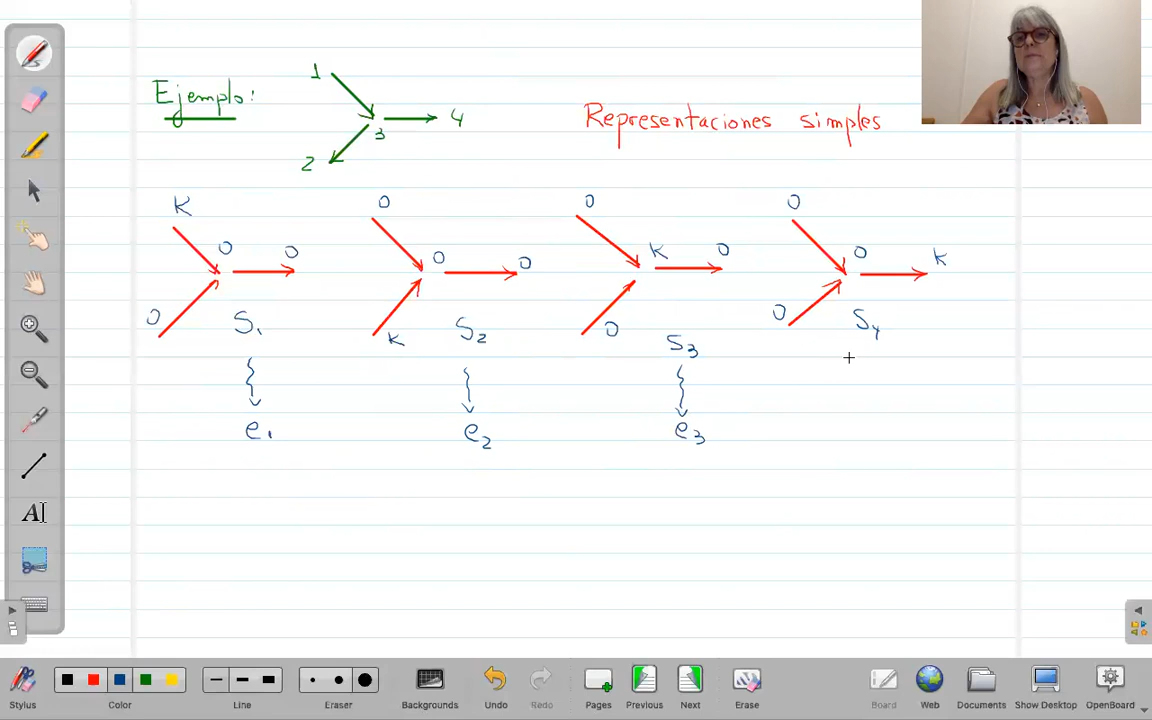 Ejemplo:
1
3
4
2
Representaciones simples
K
0
0
0
S1
e1
0
0
0
K
S2
e2
0
K
0
0
S3
e3
0
0
K
0
S4
A
Stylus
Color
Line
Eraser
Backgrounds
Undo
Redo
Pages
Previous
Next
Erase
Board
Web
Documents
Show Desktop
OpenBoard